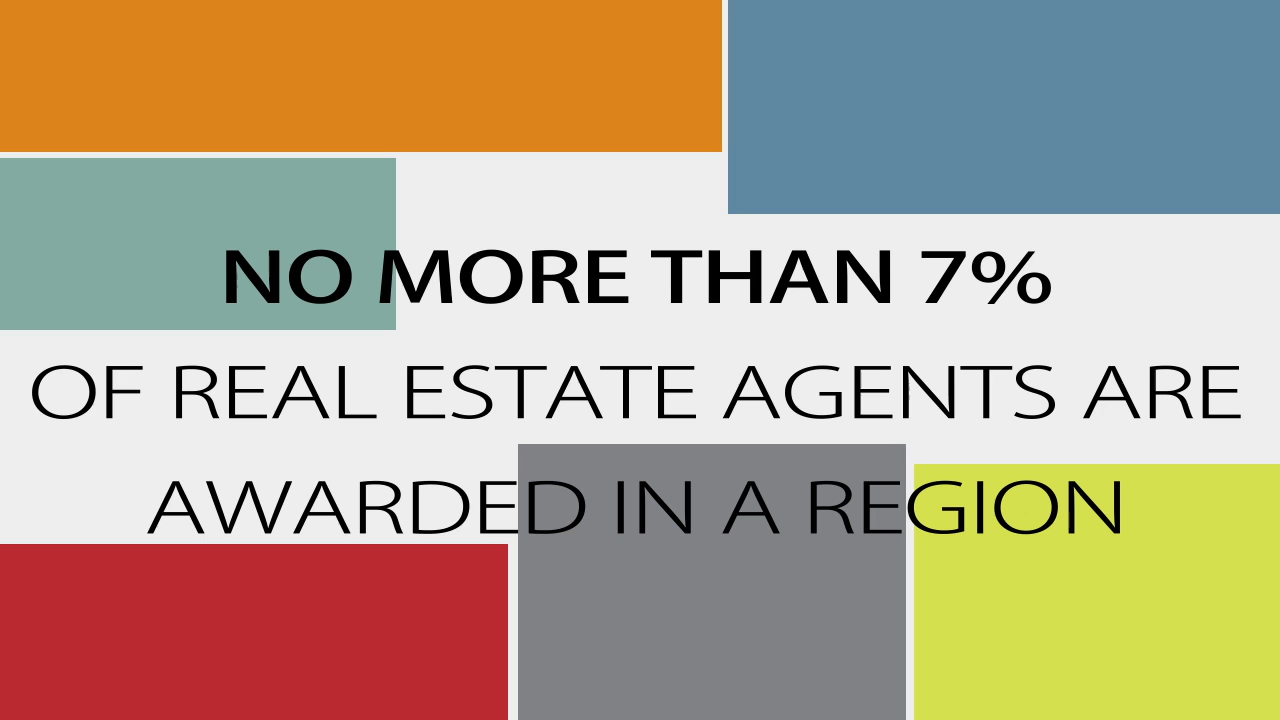 NO MORE THAN 7%
OF REAL ESTATE AGENTS ARE
AWARDED IN A REGION